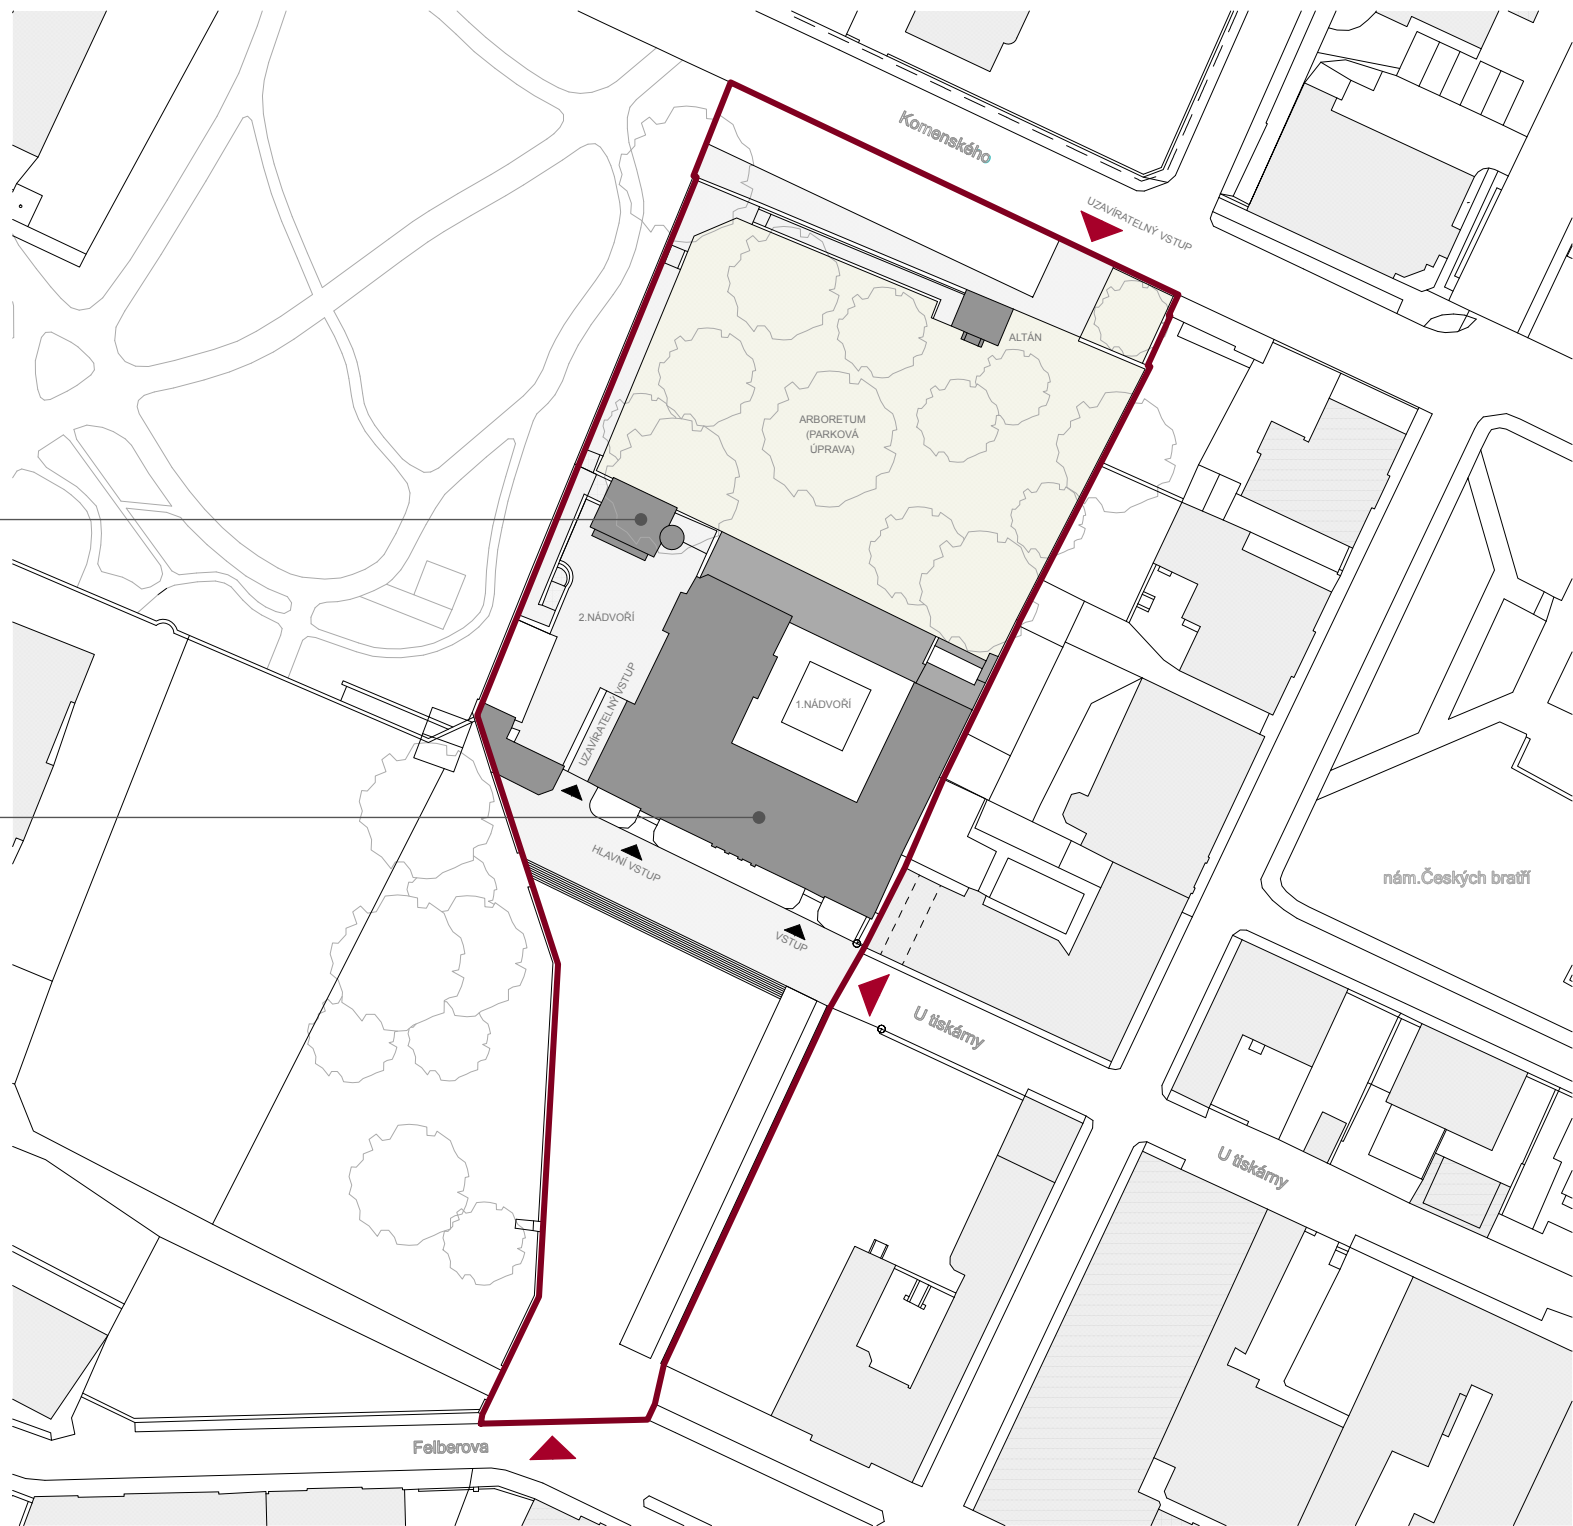 Komenského
UZAVÍRATELNÝ VSTUP
ALTÁN
ARBORETUM
(PARKOVÁ
ÚPRAVA)
2.NÁDVOŘÍ
UZAVÍRATELNÝ VSTUP
1.NÁDVOŘÍ
HLAVNÍ VSTUP
VSTUP
nám.Českých bratří
U tiskárny
U tiskárny
Felberova